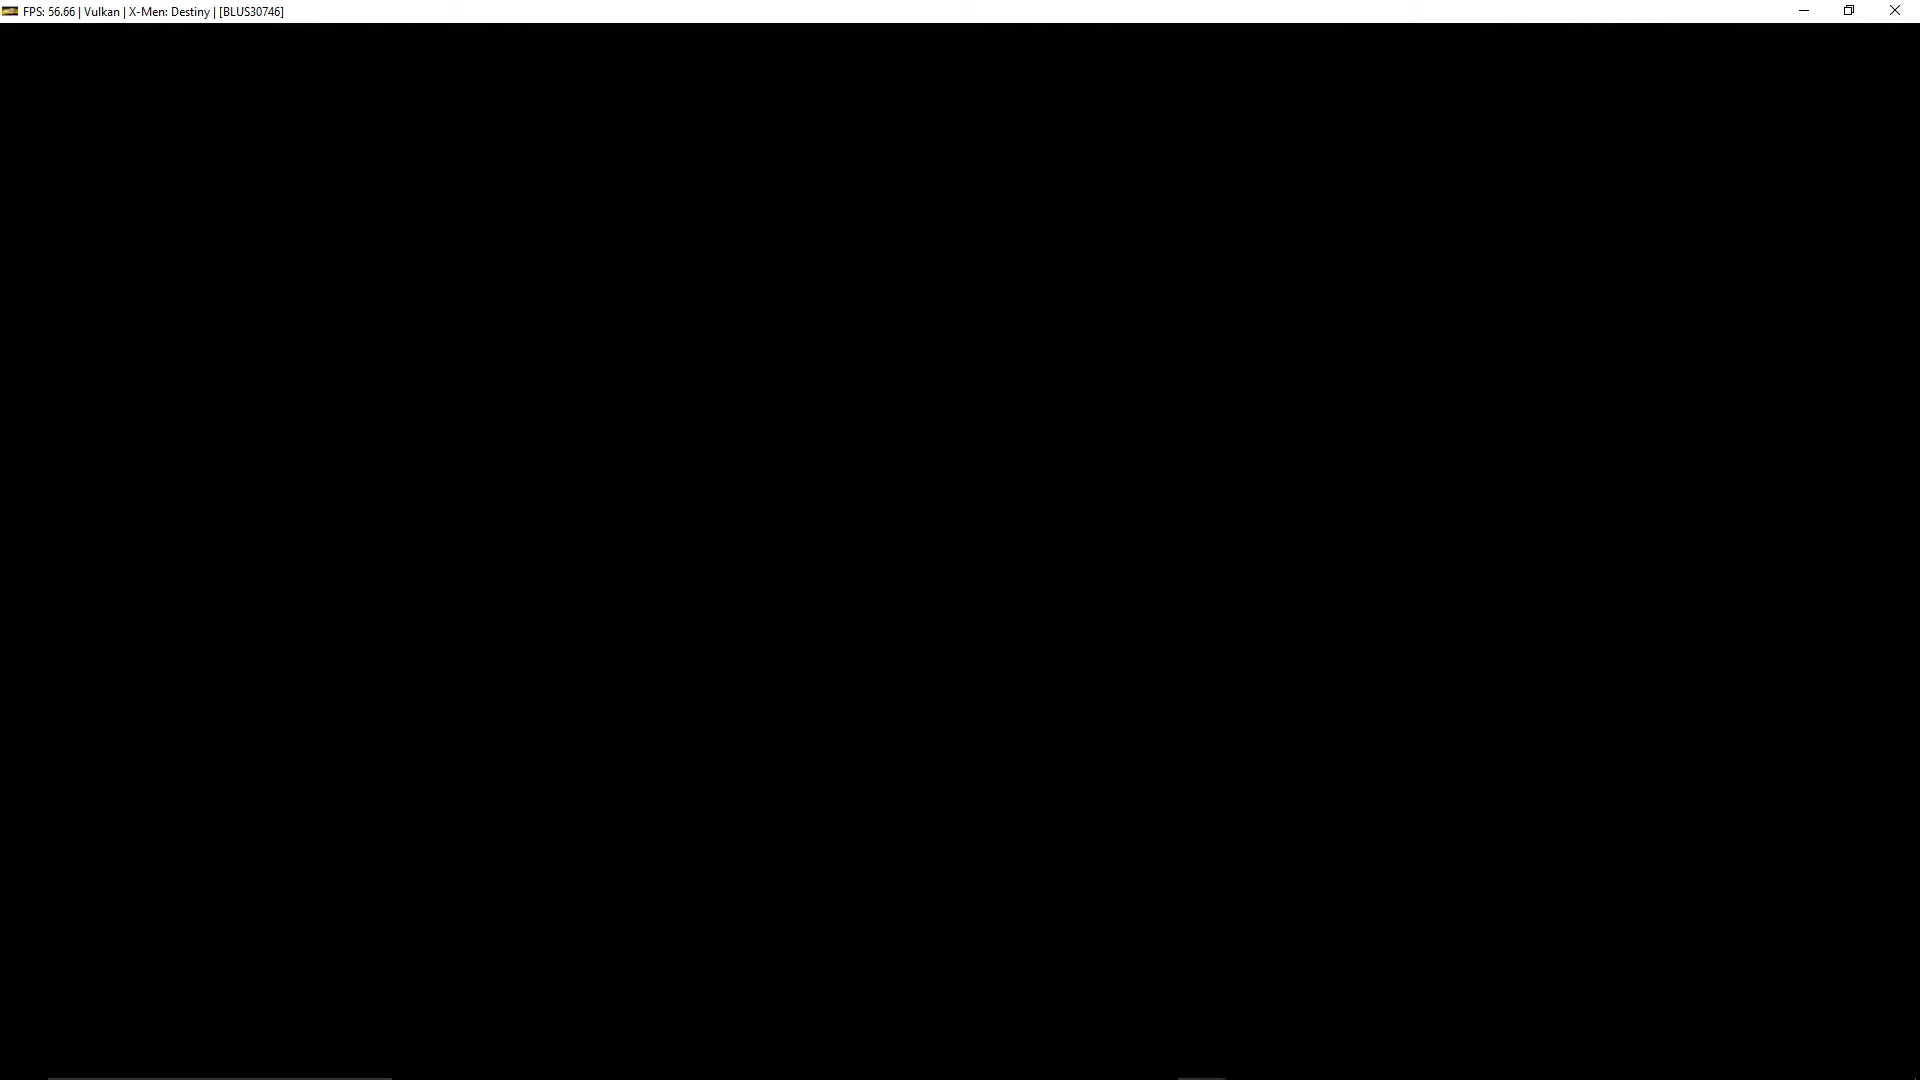 FPS: 56.66 | Vulkan | X-Men: Destiny | [BLUS30746]